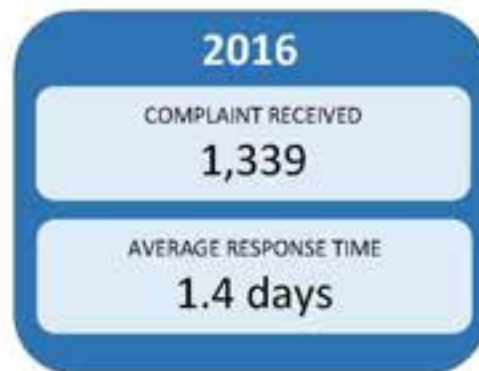 2016
COMPLAINT RECEIVED
1,339
AVERAGE RESPONSE TIME
1.4 days